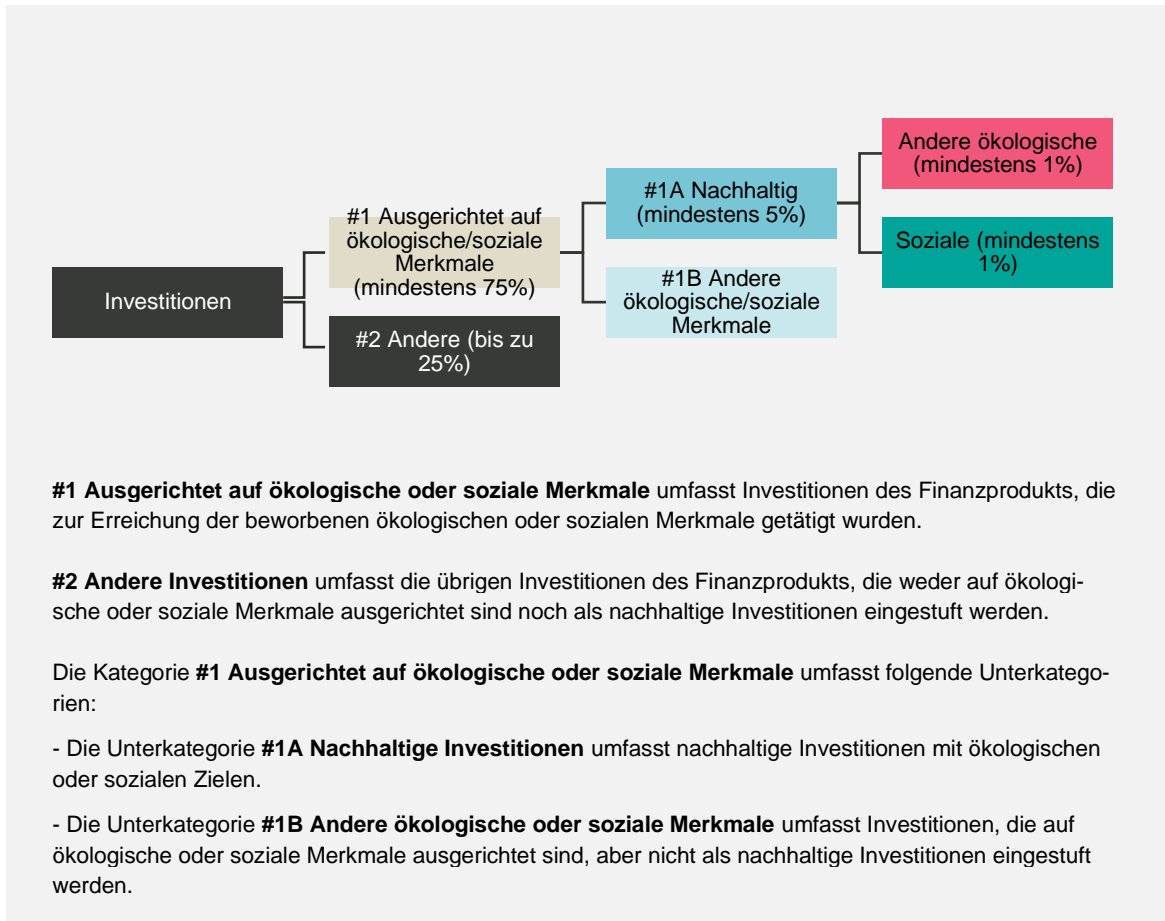 Andere ökologische
(mindestens 1%)
#1A Nachhaltig
(mindestens 5%)
#1 Ausgerichtet auf
ökologische/soziale
Merkmale
(mindestens 75%)
Soziale (mindestens
1%)
Investitionen
#1B Andere
ökologische/soziale
Merkmale
#2 Andere (bis zu
25%)
#1 Ausgerichtet auf ökologische oder soziale Merkmale umfasst Investitionen des Finanzprodukts, die
zur Erreichung der beworbenen ökologischen oder sozialen Merkmale getätigt wurden.
#2 Andere Investitionen umfasst die übrigen Investitionen des Finanzprodukts, die weder auf ökologi-
sche oder soziale Merkmale ausgerichtet sind noch als nachhaltige Investitionen eingestuft werden.
Die Kategorie #1 Ausgerichtet auf ökologische oder soziale Merkmale umfasst folgende Unterkatego-
rien:
- Die Unterkategorie #1A Nachhaltige Investitionen umfasst nachhaltige Investitionen mit ökologischen
oder sozialen Zielen.
- Die Unterkategorie #1B Andere ökologische oder soziale Merkmale umfasst Investitionen, die auf
ökologische oder soziale Merkmale ausgerichtet sind, aber nicht als nachhaltige Investitionen eingestuft
werden.